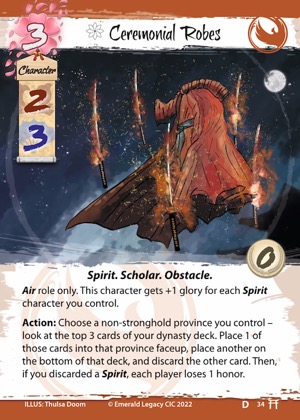 3
Ceremonial Robes
Character
2
3
0
Spirit. Scholar. Obstacle.
Air role only. This character gets +1 glory for each Spirit
character you control.
Action: Choose a non-stronghold province you control –
look at the top 3 cards of your dynasty deck. Place 1 of
those cards into that province faceup, place another on
the bottom of that deck, and discard the other card. Then,
if you discarded a Spirit, each player loses 1 honor.
ILLUS: Thulsa Doom © Emerald Legacy CIC 2022 D 34